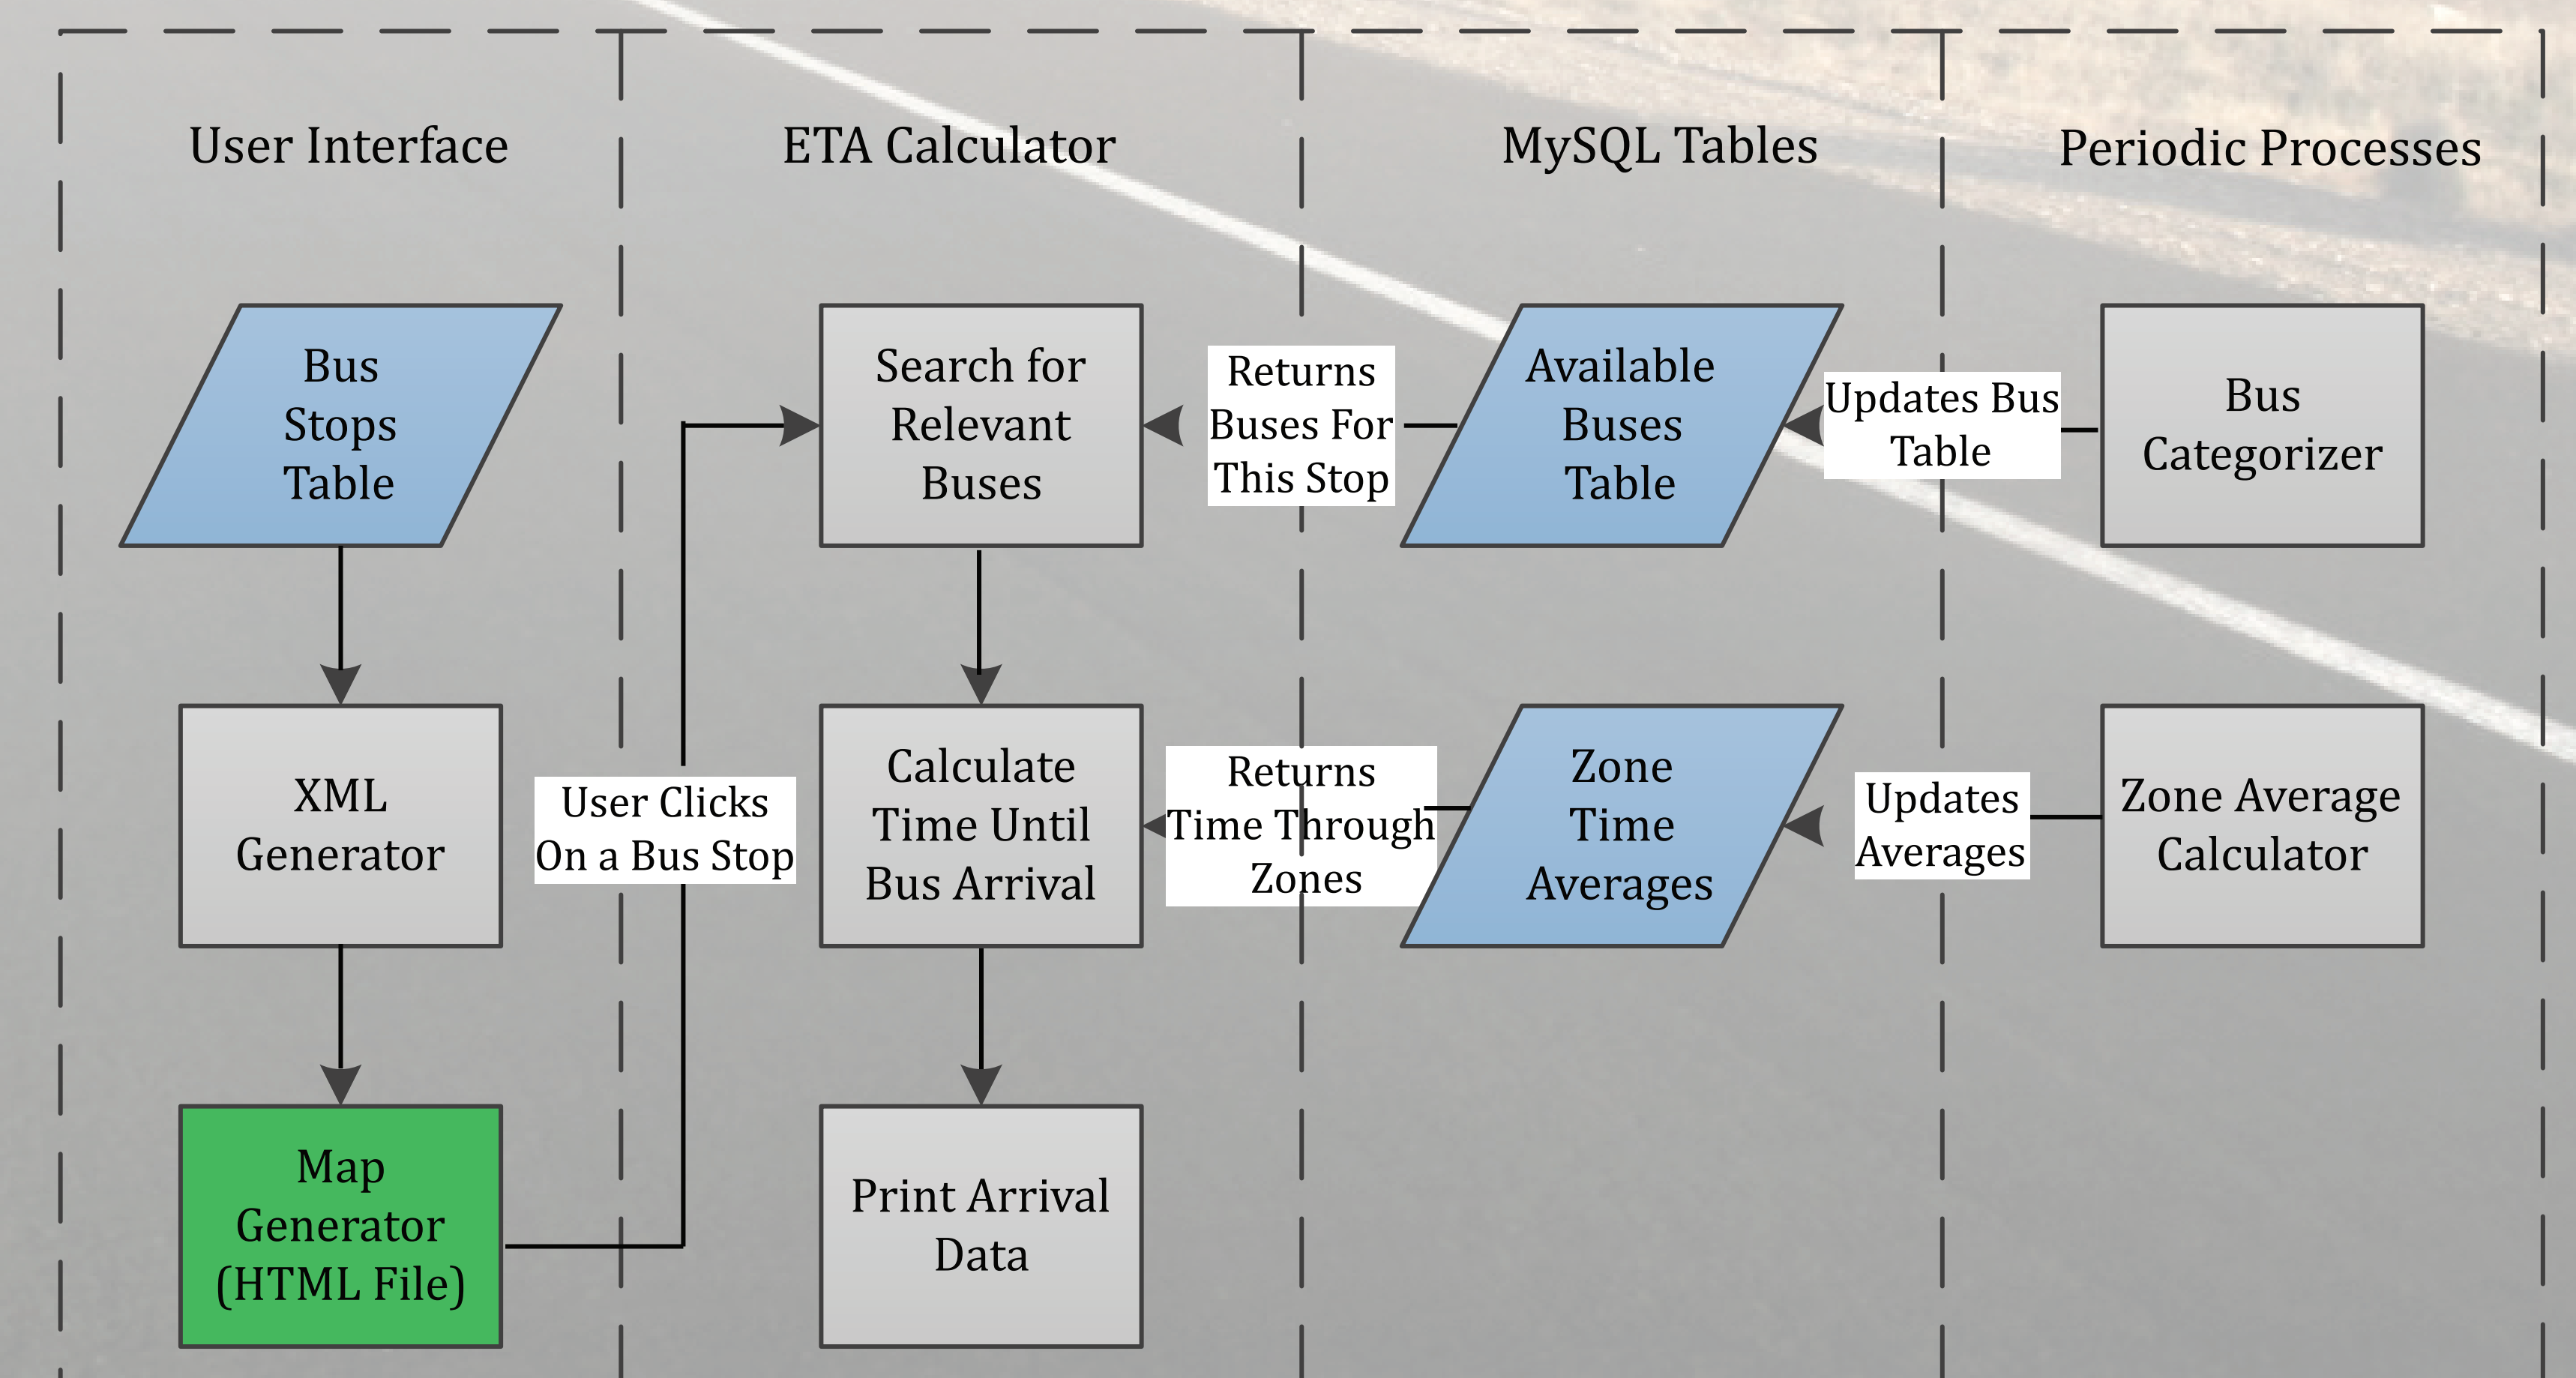 User Interface
ETA Calculator
MySQL Tables
Periodic Processes
Bus
Stops
Table
Search for
Relevant
Buses
Returns
Buses For
This Stop
Available
Buses
Table
Updates Bus
Table
Bus
Categorizer
XML
Generator
User Clicks
On a Bus Stop
Calculate
Time Until
Bus Arrival
Returns
Time Through
Zones
Zone
Time
Averages
Updates
Averages
Zone Average
Calculator
Map
Generator
(HTML File)
Print Arrival
Data